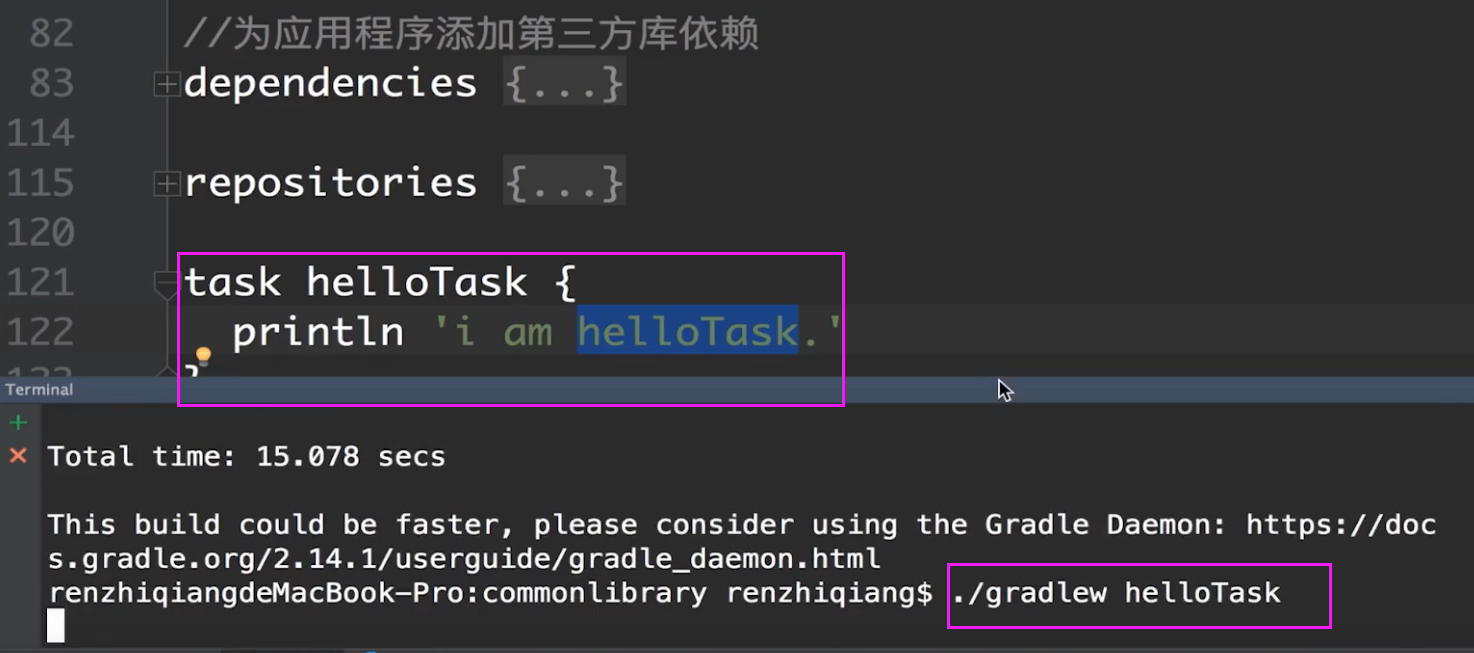 82 //为应用程序添加第三方库依赖
83 dependencies {...}
114
115 repositories {...}
120
121 task helloTask {
122 println 'i am helloTask.'
123 }
Terminal
Total time: 15.078 secs
This build could be faster, please consider using the Gradle Daemon: https://doc
s.gradle.org/2.14.1/userguide/gradle_daemon.html
renzhiqiangdeMacBook-Pro:commonlibrary renzhiqiang$ ./gradlew helloTask